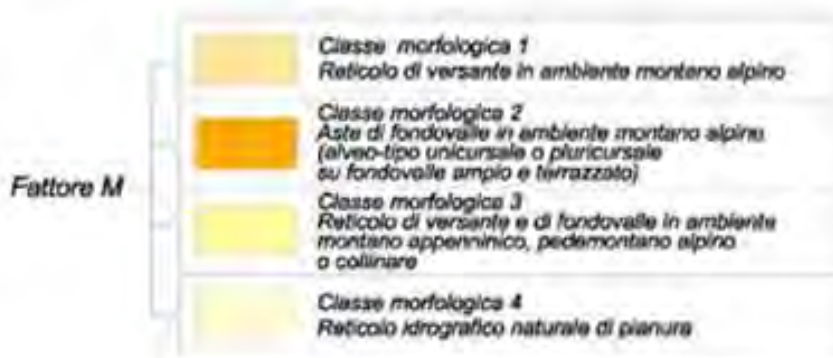 Fattore M
Classe morfologica 1
Reticolo di versante in ambiente montano alpino
Classe morfologica 2
Aste di fondovalle in ambiente montano alpino
(alveo-tipo unicursale o pluricursale
su fondovalle ampio e terrazzato)
Classe morfologica 3
Reticolo di versante e di fondovalle in ambiente
montano appenninico, pedemontano alpino
o collinare
Classe morfologica 4
Reticolo idrografico naturale di pianura